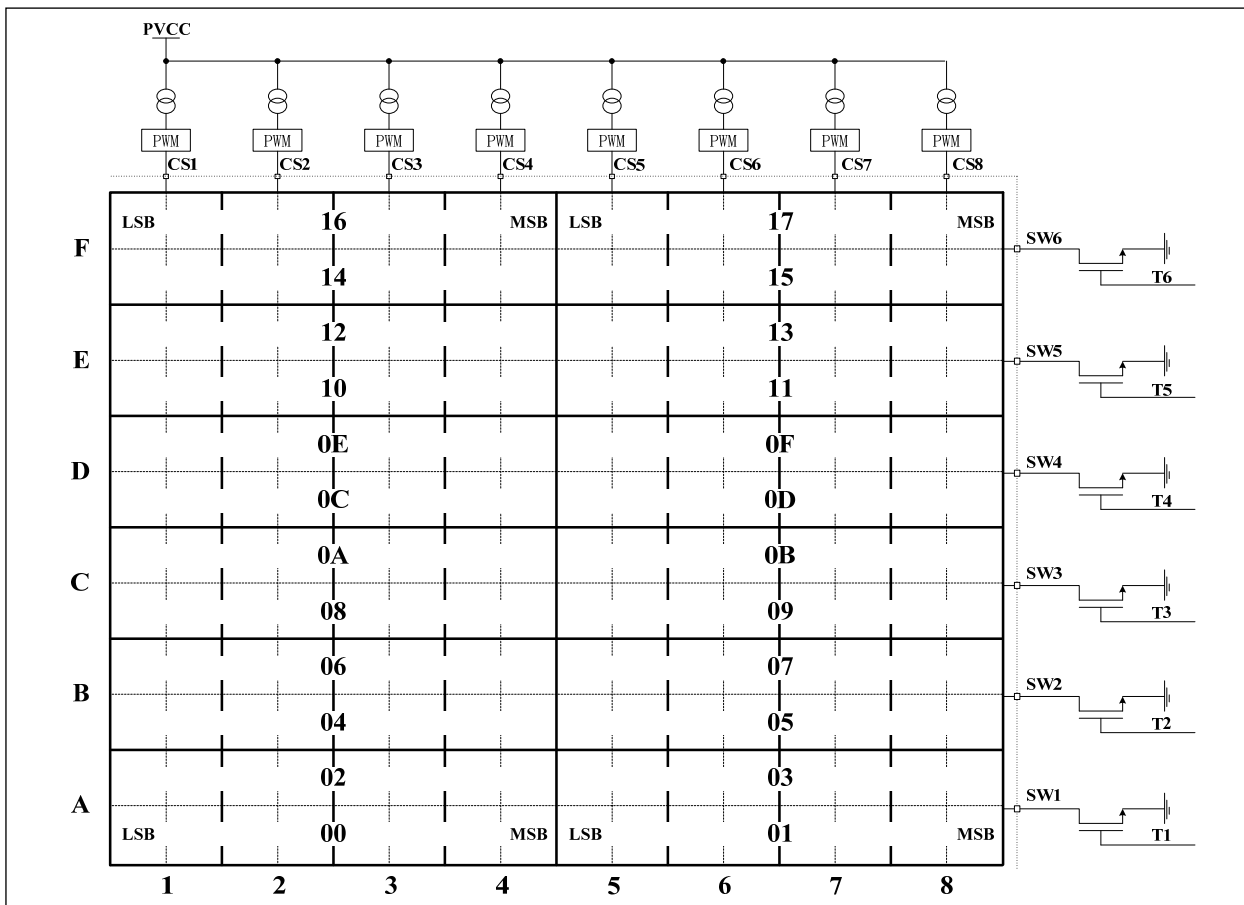 PVCC
PWM PWM PWM PWM PWM PWM PWM PWM
CS1 CS2 CS3 CS4 CS5 CS6 CS7 CS8
LSB 16 MSB LSB 17 MSB
F SW6
14 15 T6
12 13
E SW5
10 11 T5
0E 0F
D SW4
0C 0D T4
0A 0B
C SW3
08 09 T3
06 07
B SW2
04 05 T2
02 03
A SW1
LSB 00 MSB LSB 01 MSB T1
1 2 3 4 5 6 7 8